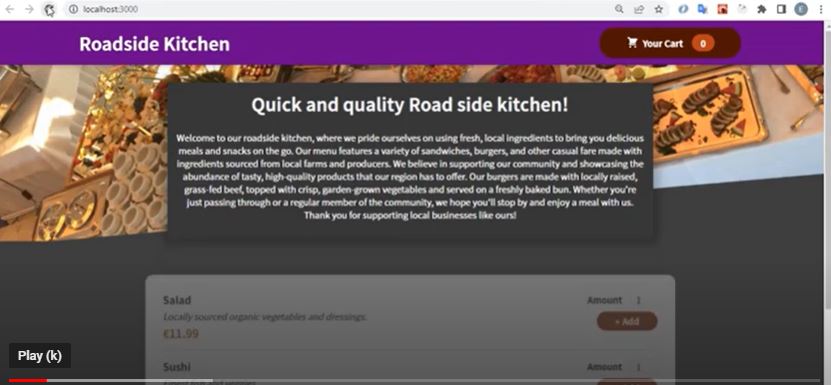 localhost:3000
Roadside Kitchen
Your Cart 0
Quick and quality Road side kitchen!
Welcome to our roadside kitchen, where we pride ourselves on using fresh, local ingredients to bring you delicious
meals and snacks on the go. Our menu features a variety of sandwiches, burgers, and other casual fare made with
ingredients sourced from local farms and producers. We believe in supporting our community and showcasing the
abundance of tasty, high-quality products that our region has to offer. Our burgers are made with locally raised,
grass-fed beef, topped with crisp, garden-grown vegetables and served on a freshly baked bun. Whether you're
just passing through or a regular member of the community, we hope you'll stop by and enjoy a meal with us.
Thank you for supporting local businesses like ours!
Salad
Amount 1
Locally sourced organic vegetables and dressings.
+ Add
€11.99
Play (k)
Sushi
Amount 1